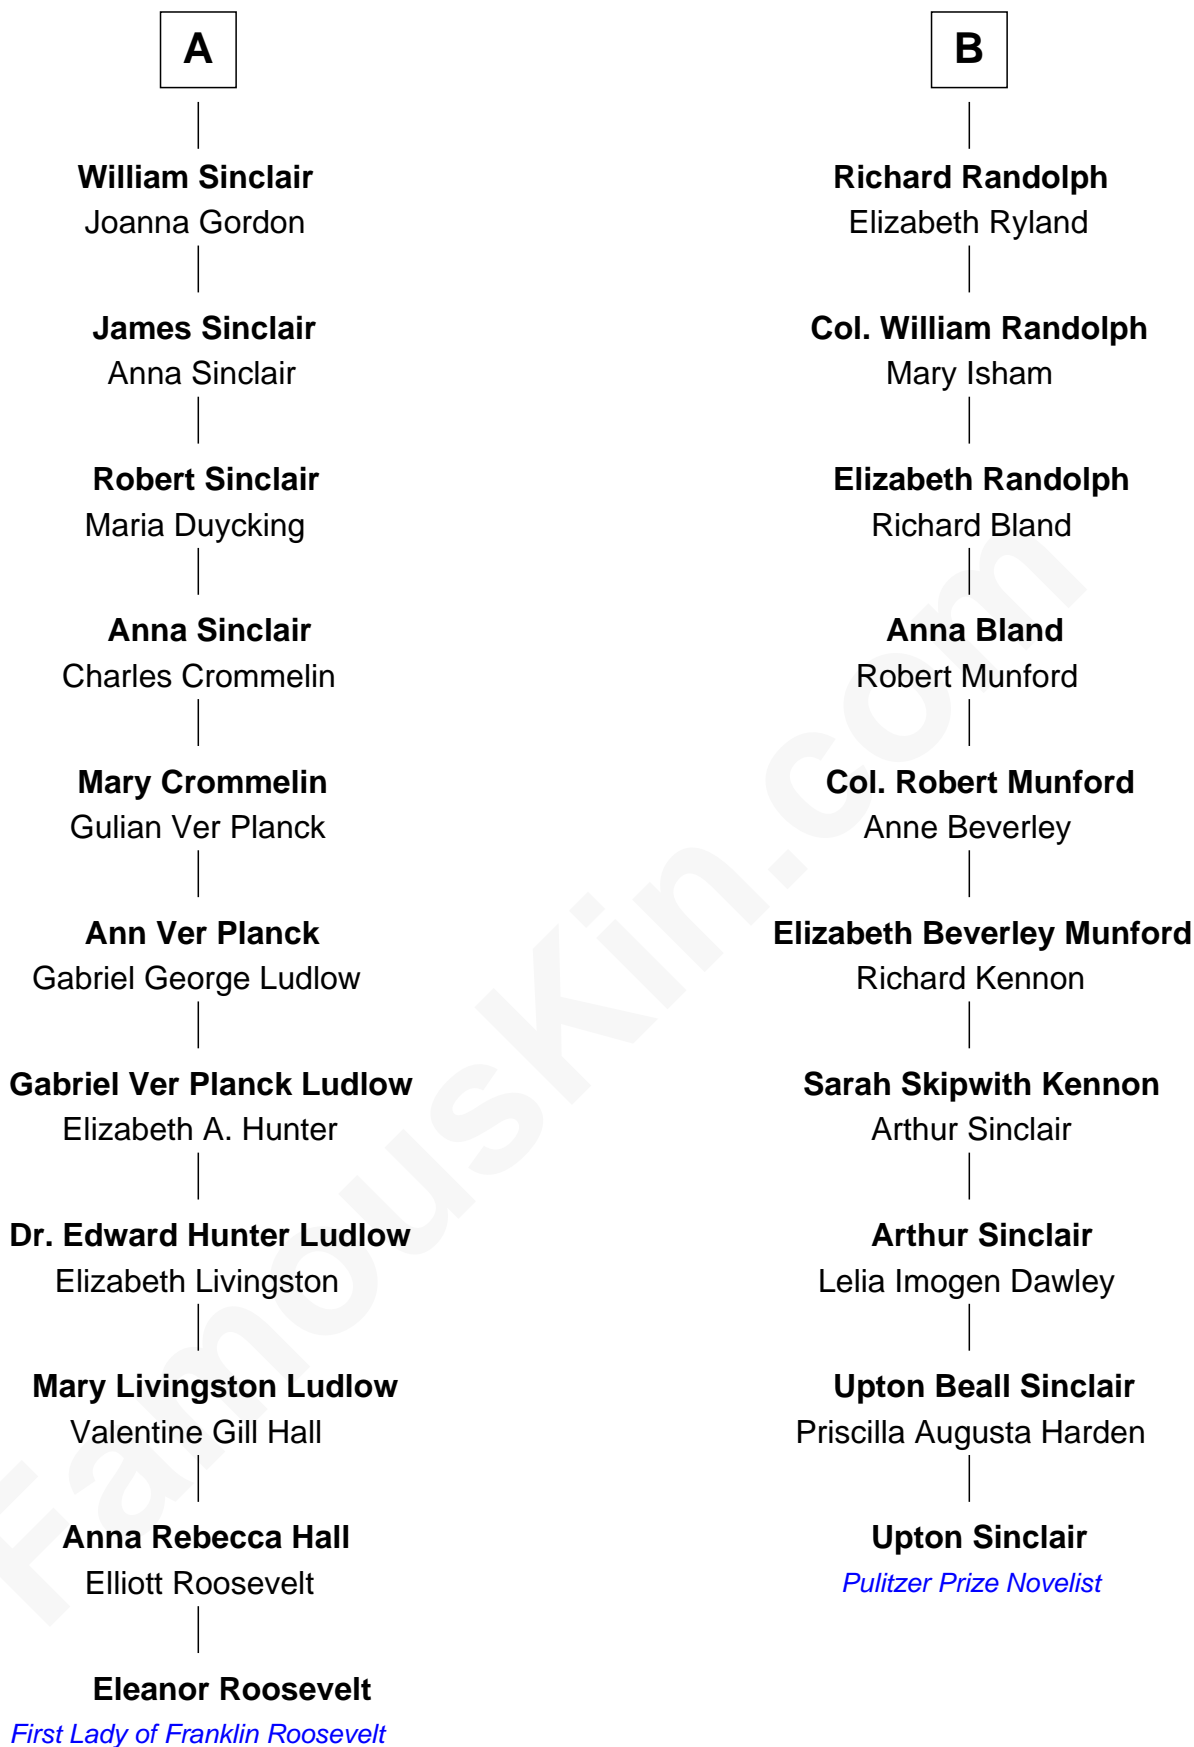 A
William Sinclair
Joanna Gordon
James Sinclair
Anna Sinclair
Robert Sinclair
Maria Duycking
Anna Sinclair
Charles Crommelin
Mary Crommelin
Gulian Ver Planck
Ann Ver Planck
Gabriel George Ludlow
Gabriel Ver Planck Ludlow
Elizabeth A. Hunter
Dr. Edward Hunter Ludlow
Elizabeth Livingston
Mary Livingston Ludlow
Valentine Gill Hall
Anna Rebecca Hall
Elliott Roosevelt
Eleanor Roosevelt
First Lady of Franklin Roosevelt
B
Richard Randolph
Elizabeth Ryland
Col. William Randolph
Mary Isham
Elizabeth Randolph
Richard Bland
Anna Bland
Robert Munford
Col. Robert Munford
Anne Beverley
Elizabeth Beverley Munford
Richard Kennon
Sarah Skipwith Kennon
Arthur Sinclair
Arthur Sinclair
Lelia Imogen Dawley
Upton Beall Sinclair
Priscilla Augusta Harden
Upton Sinclair
Pulitzer Prize Novelist
FamousKin.com